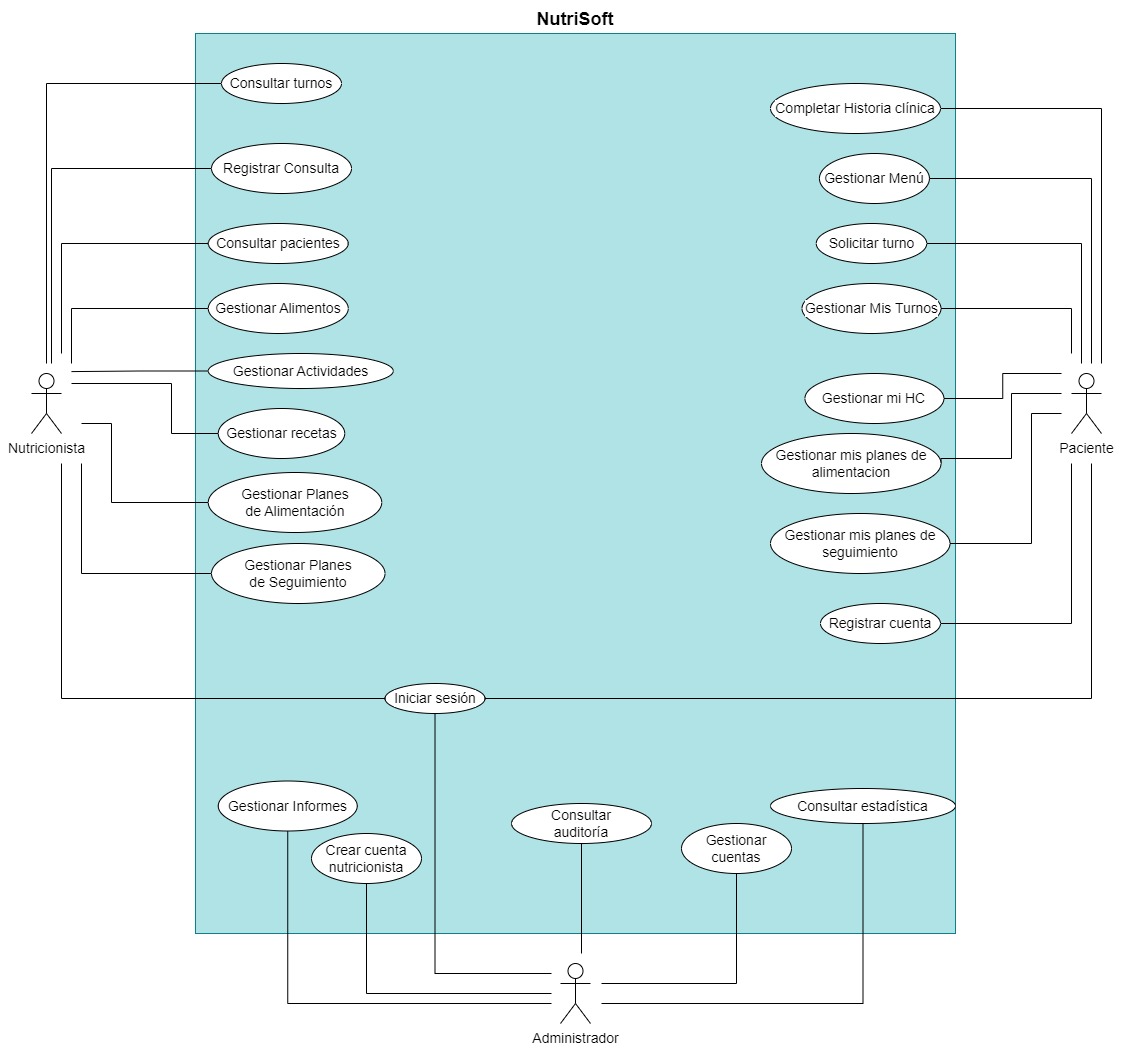 NutriSoft
Consultar turnos
Completar Historia clínica
Registrar Consulta
Gestionar Menú
Consultar pacientes
Solicitar turno
Gestionar Alimentos
Gestionar Mis Turnos
Gestionar Actividades
Gestionar mi HC
Gestionar recetas
Nutricionista
Paciente
Gestionar mis planes de
alimentacion
Gestionar Planes
de Alimentación
Gestionar mis planes de
seguimiento
Gestionar Planes
de Seguimiento
Registrar cuenta
Iniciar sesión
Gestionar Informes
Consultar estadística
Consultar
auditoría
Gestionar
cuentas
Crear cuenta
nutricionista
Administrador